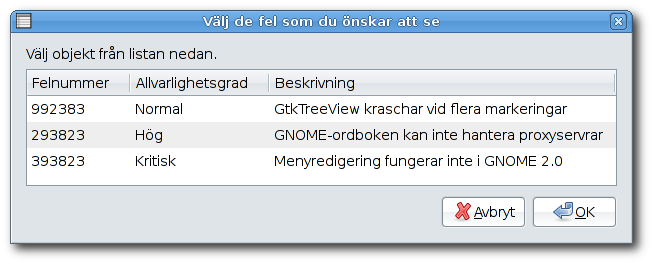 Välj de fel som du önskar att se
Välj objekt från listan nedan.
Felnummer Allvarlighetsgrad Beskrivning
992383 Normal GtkTreeView kraschar vid flera markeringar
293823 Hög GNOME-ordboken kan inte hantera proxyservrar
393823 Kritisk Menyredigering fungerar inte i GNOME 2.0
Avbryt OK